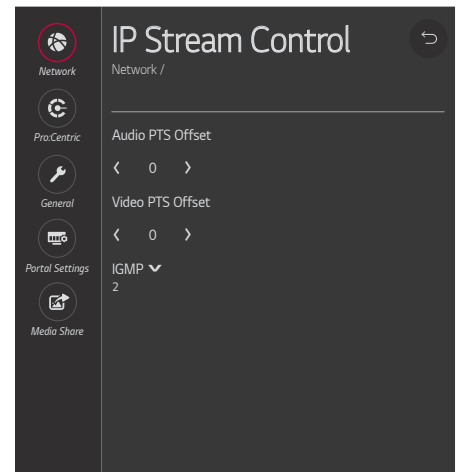 IP Stream Control
Network /
Network
Pro:Centric
General
Portal Settings
Media Share
Audio PTS Offset
0
Video PTS Offset
0
IGMP
2